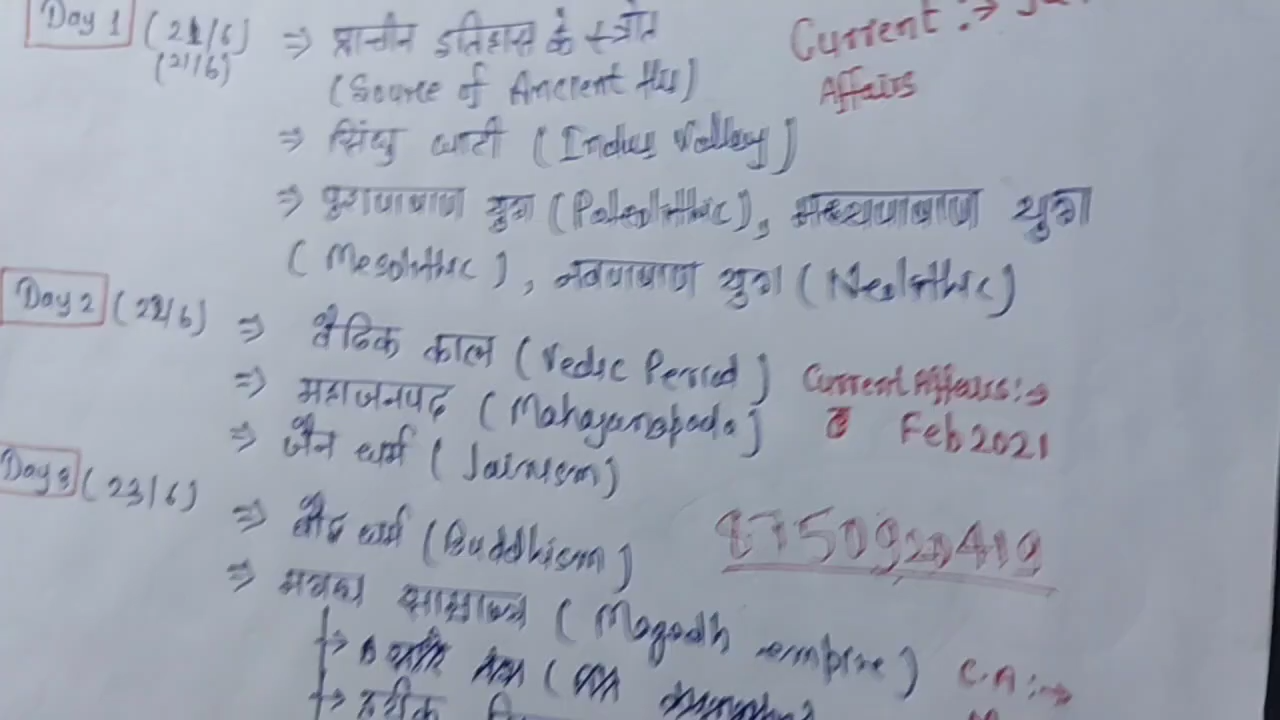 Day 1 (21/6) ⇒ प्राचीन इतिहास के स्त्रोत Current :→
(21/6) (Source of Ancient His) Affairs
⇒ सिंधु घाटी (Indus Valley)
⇒ पुरापाषाण युग (Paleolithic), मध्यपाषाण युग
(Mesolithic), नवपाषाण युग (Neolithic)
Day 2 (22/6) ⇒ वैदिक काल (Vedic Period) Current Affairs :→
⇒ महाजनपद (Mahajanapada) Feb 2021
⇒ जैन धर्म (Jainism)
Day 3 (23/6) ⇒ बौद्ध धर्म (Buddhism) 8750920419
⇒ मगध साम्राज्य (Magadh empire) C.A :→